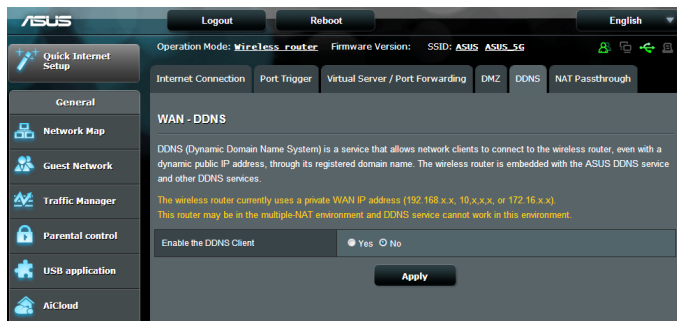 ASUS Logout Reboot English
Quick Internet Setup
Operation Mode: Wireless router Firmware Version: SSID: ASUS ASUS_5G
Internet Connection Port Trigger Virtual Server / Port Forwarding DMZ DDNS NAT Passthrough
General
Network Map
Guest Network
Traffic Manager
Parental control
USB application
AiCloud
WAN - DDNS
DDNS (Dynamic Domain Name System) is a service that allows network clients to connect to the wireless router, even with a
dynamic public IP address, through its registered domain name. The wireless router is embedded with the ASUS DDNS service
and other DDNS services.
The wireless router currently uses a private WAN IP address (192.168.x.x, 10,x,x,x, or 172.16.x.x).
This router may be in the multiple-NAT environment and DDNS service cannot work in this environment.
Enable the DDNS Client Yes No
Apply